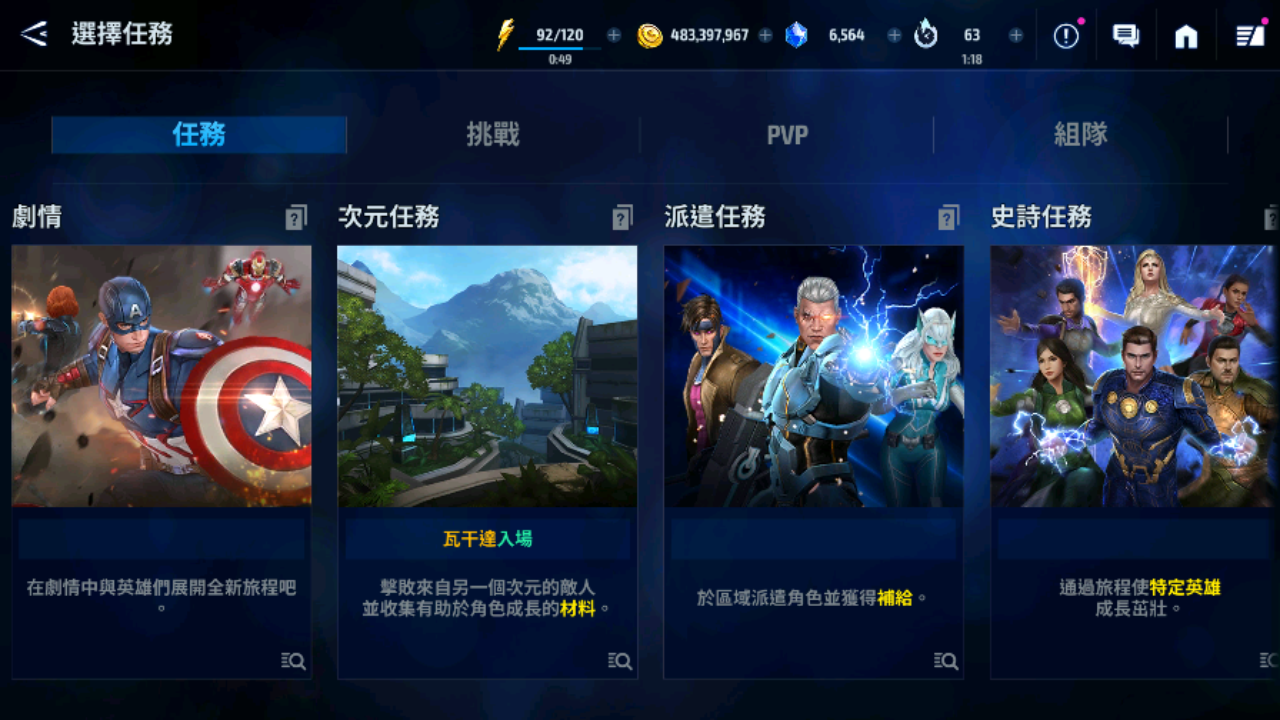 選擇任務
92/120
0:49
483,397,967
6,564
63
1:18
任務
挑戰
PVP
組隊
劇情
次元任務
派遣任務
史詩任務
瓦干達入場
在劇情中與英雄們展開全新旅程吧
。
擊敗來自另一個次元的敵人
並收集有助於角色成長的材料。
於區域派遣角色並獲得補給。
通過旅程使特定英雄
成長茁壯。